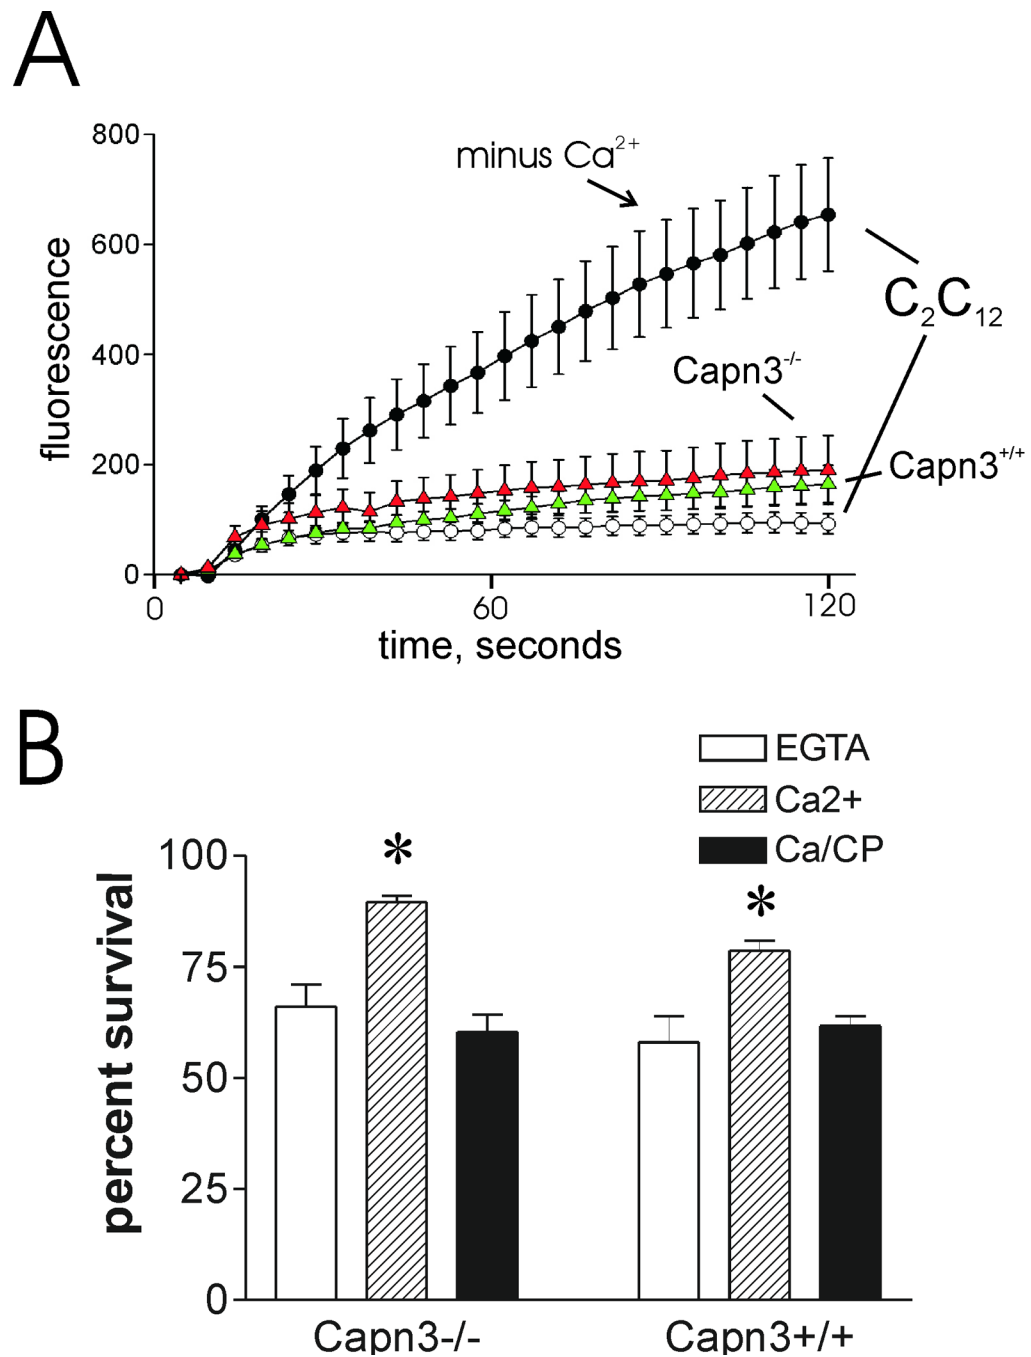 A
800
600
400
200
0
fluorescence
minus Ca²⁺
C₂C₁₂
Capn3⁻/⁻
Capn3⁺/⁺
0 60 120
time, seconds
B
EGTA
Ca2+
Ca/CP
100
75
50
25
0
percent survival
* *
Capn3-/- Capn3+/+